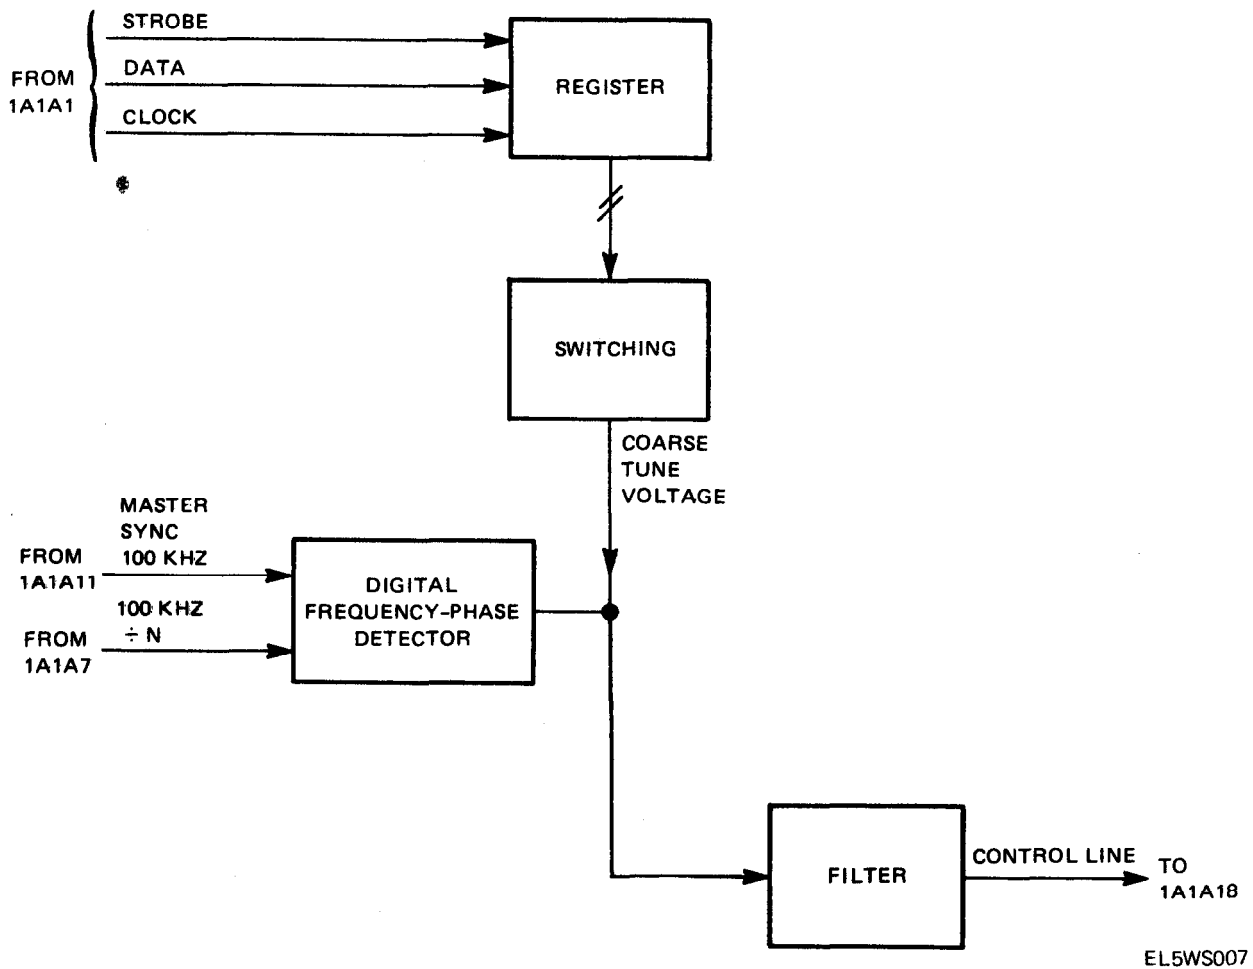 STROBE
DATA
CLOCK
FROM
1A1A1
REGISTER
SWITCHING
COARSE
TUNE
VOLTAGE
MASTER
SYNC
100 KHZ
FROM
1A1A11
100 KHZ
÷ N
FROM
1A1A7
DIGITAL
FREQUENCY-PHASE
DETECTOR
FILTER
CONTROL LINE
TO
1A1A18
EL5WS007